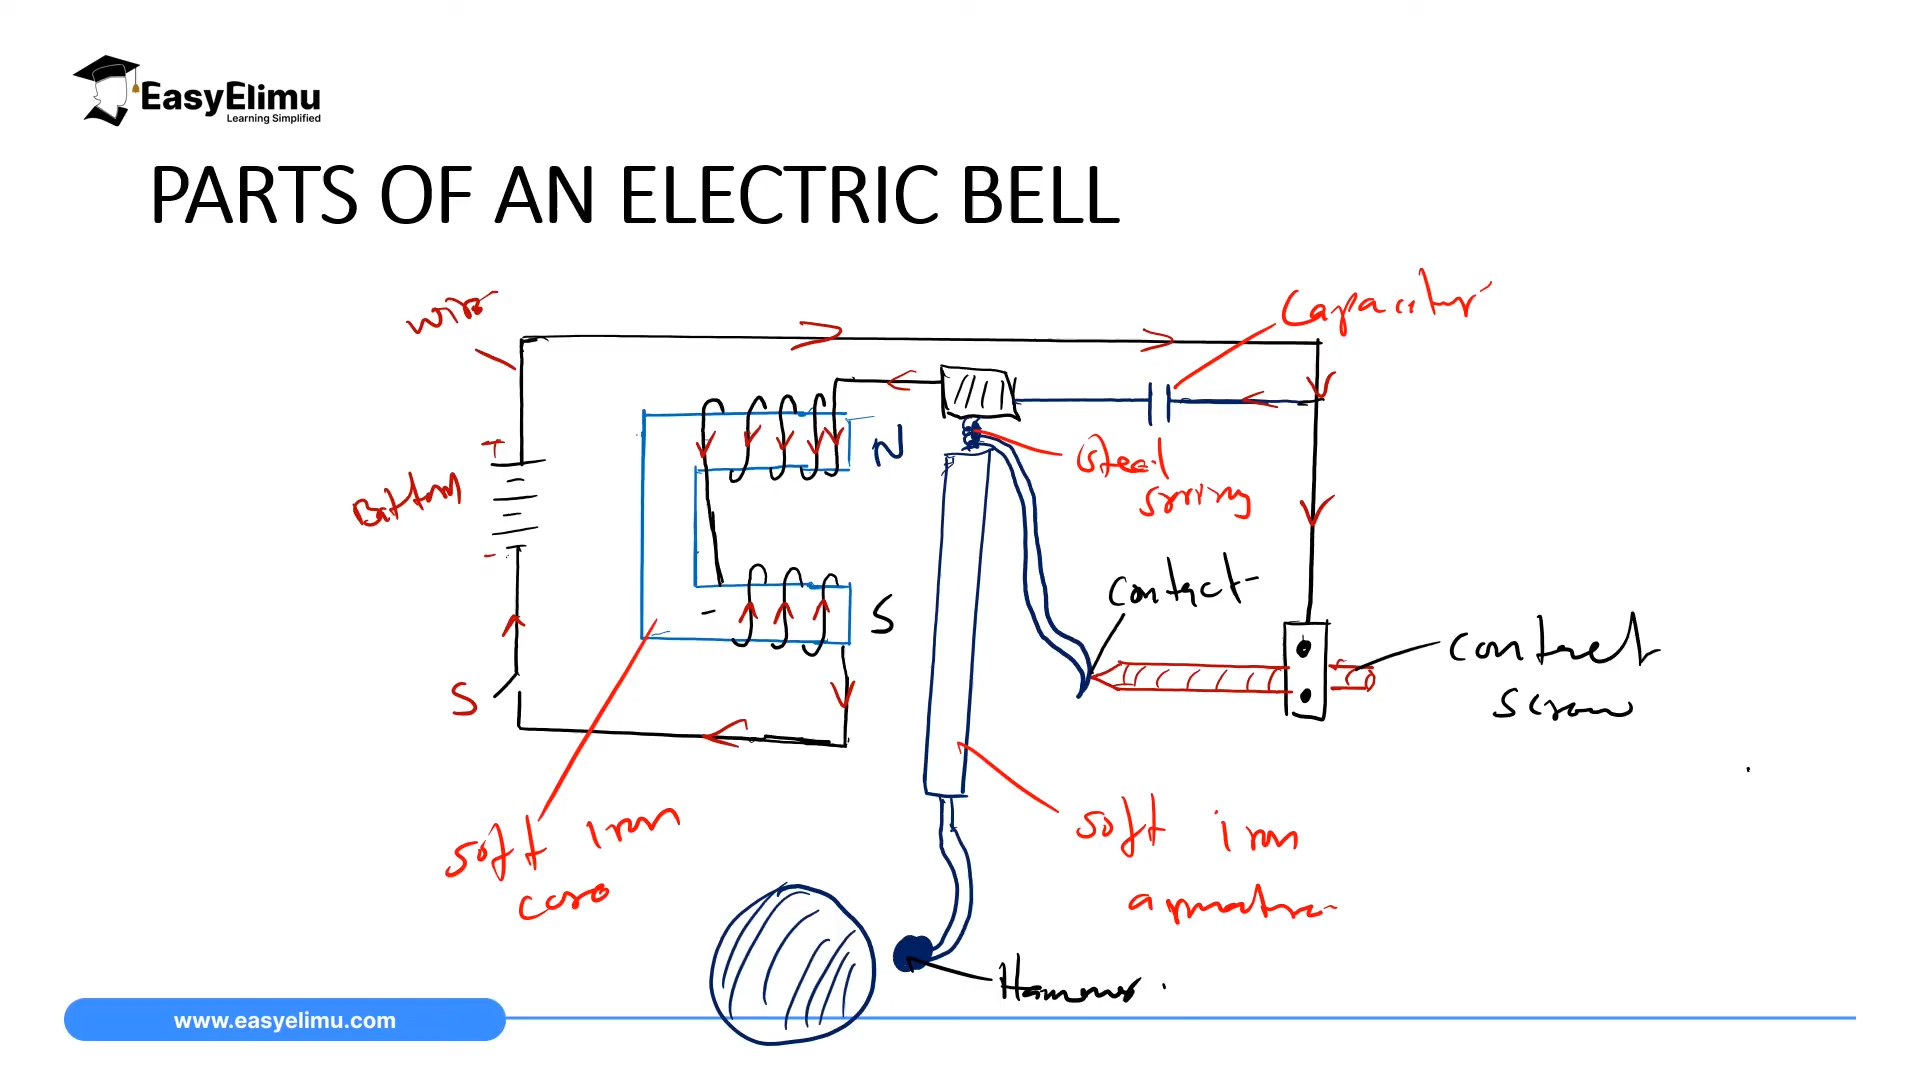 EasyElimu
Learning Simplified
PARTS OF AN ELECTRIC BELL
wire
Capacitor
+
N
Steel
spring
Battery
-
contact
S
-
contact
screw
S
soft iron
core
soft iron
armature
Hammer
www.easyelimu.com